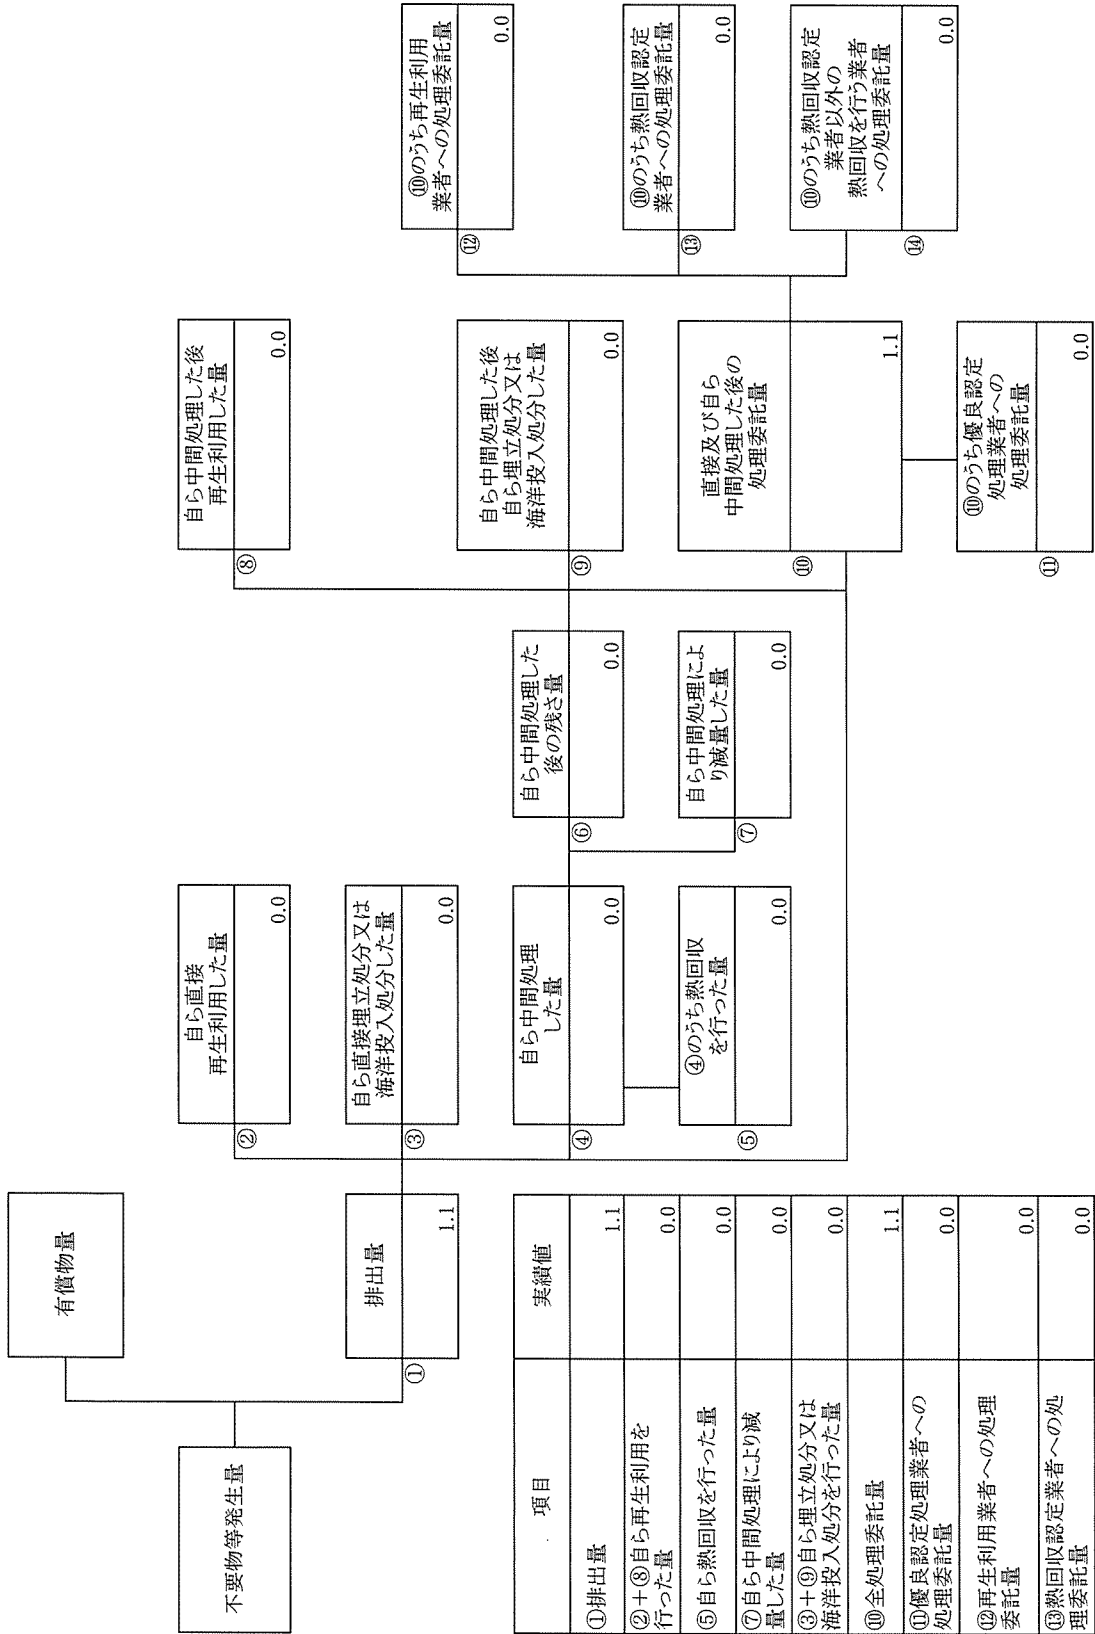 不要物等発生量
有償物量
①
排出量
1.1
②
自ら直接
再生利用した量
0.0
③
自ら直接埋立処分又は
海洋投入処分した量
0.0
④
自ら中間処理
した量
0.0
⑤
④のうち熱回収
を行った量
0.0
⑥
自ら中間処理した
後の残さ量
0.0
⑦
自ら中間処理によ
り減量した量
0.0
⑧
自ら中間処理した後
再生利用した量
0.0
⑨
自ら中間処理した後
自ら埋立処分又は
海洋投入処分した量
0.0
⑩
直接及び自ら
中間処理した後の
処理委託量
1.1
⑪
⑩のうち優良認定
処理業者への
処理委託量
0.0
⑫
⑩のうち再生利用
業者への処理委託量
0.0
⑬
⑩のうち熱回収認定
業者への処理委託量
0.0
⑭
⑩のうち熱回収認定
業者以外の
熱回収を行う業者
への処理委託量
0.0
項目
実績値
①排出量
1.1
②+⑧自ら再生利用を
行った量
0.0
⑤自ら熱回収を行った量
0.0
⑦自ら中間処理により減
量した量
0.0
③+⑨自ら埋立処分又は
海洋投入処分を行った量
0.0
⑩全処理委託量
1.1
⑪優良認定処理業者への
処理委託量
0.0
⑫再生利用業者への処理
委託量
0.0
⑬熱回収認定業者への処
理委託量
0.0